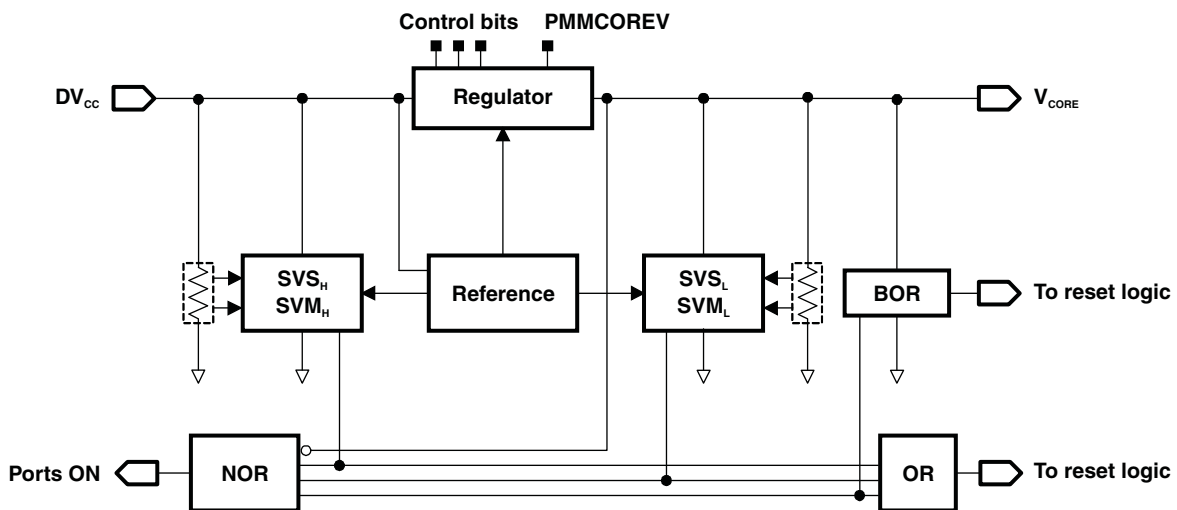 Control bits PMMCOREV
DVCC Regulator VCORE
SVSH
SVMH
Reference
SVSL
SVML
BOR To reset logic
Ports ON NOR OR To reset logic